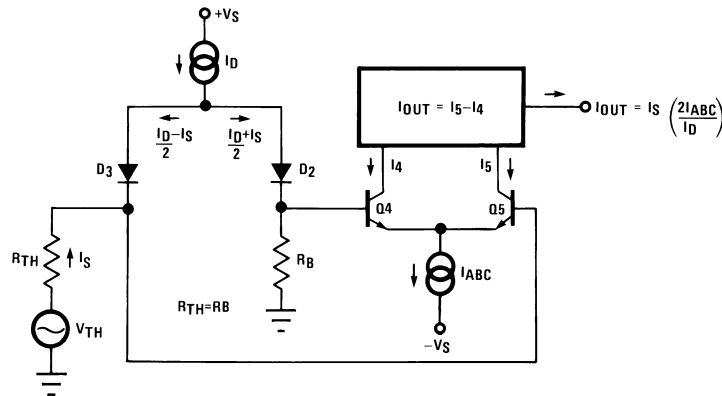 +VS
ID
ID/2 –IS
ID/2 +IS
IOUT = I5–I4
IOUT = IS (2IABC/ID)
D3
D2
I4
I5
Q4
Q5
RTH
IS
RB
IABC
RTH=RB
VTH
–VS